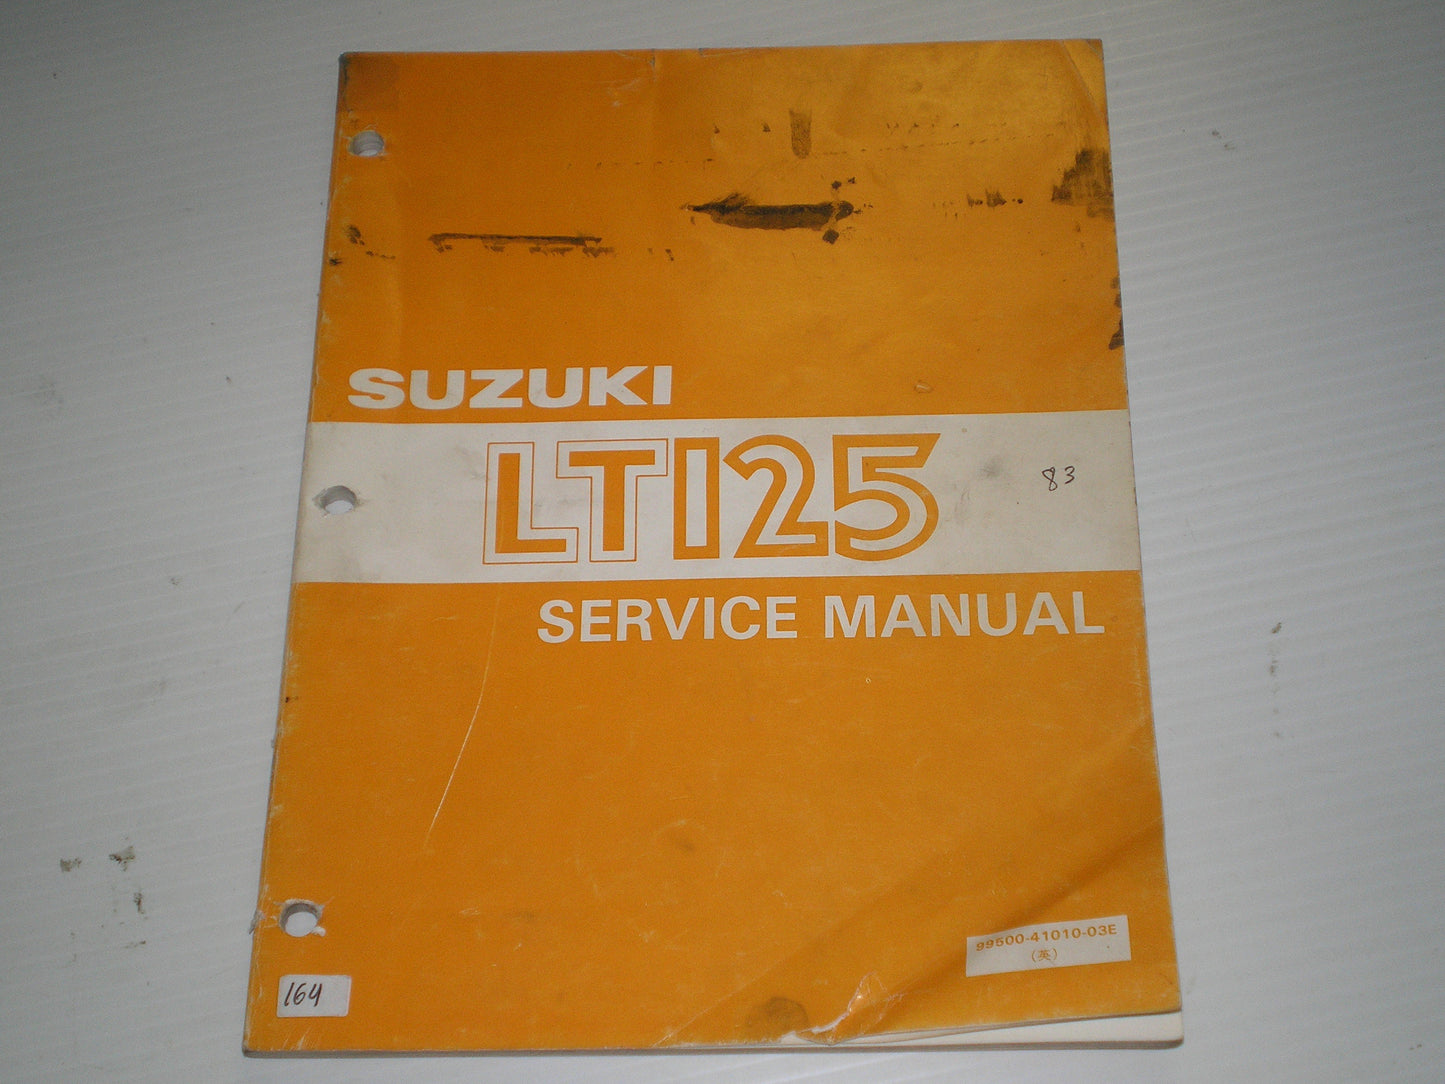 SUZUKI
LT125
83
SERVICE MANUAL
99500-41010-03E
(英)
164